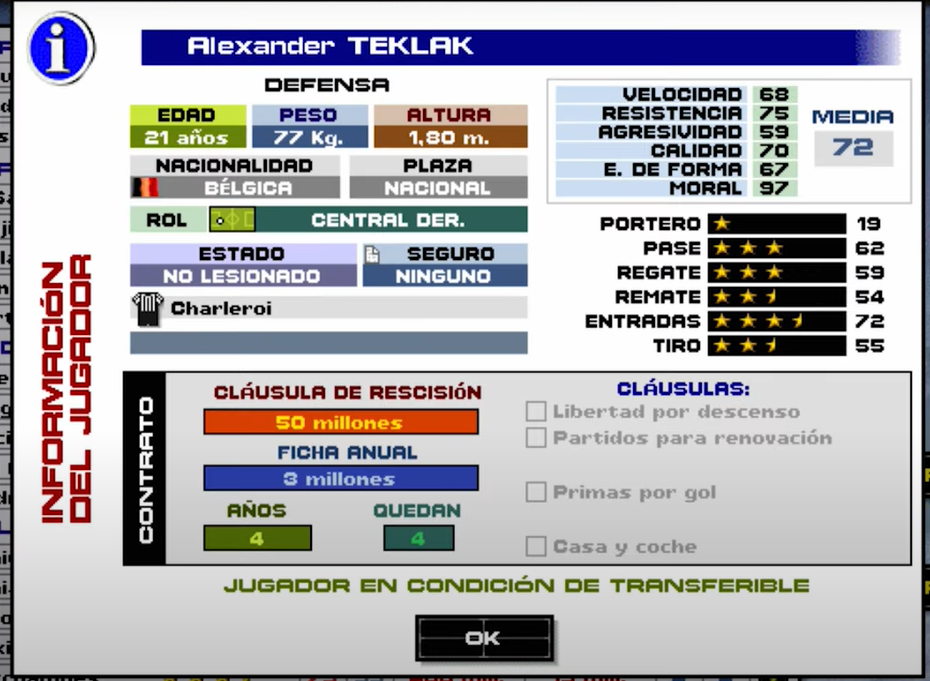 i
Alexander TEKLAK
DEFENSA
EDAD PESO ALTURA
21 años 77 Kg. 1,80 m.
NACIONALIDAD PLAZA
BÉLGICA NACIONAL
ROL CENTRAL DER.
ESTADO SEGURO
NO LESIONADO NINGUNO
Charleroi
VELOCIDAD 68
RESISTENCIA 75
AGRESIVIDAD 59
CALIDAD 70
E. DE FORMA 67
MORAL 97
MEDIA
72
PORTERO 19
PASE 62
REGATE 59
REMATE 54
ENTRADAS 72
TIRO 55
INFORMACIÓN
DEL JUGADOR
CONTRATO
CLÁUSULA DE RESCISIÓN
50 millones
FICHA ANUAL
3 millones
AÑOS QUEDAN
4 4
CLÁUSULAS:
Libertad por descenso
Partidos para renovación
Primas por gol
Casa y coche
JUGADOR EN CONDICIÓN DE TRANSFERIBLE
OK